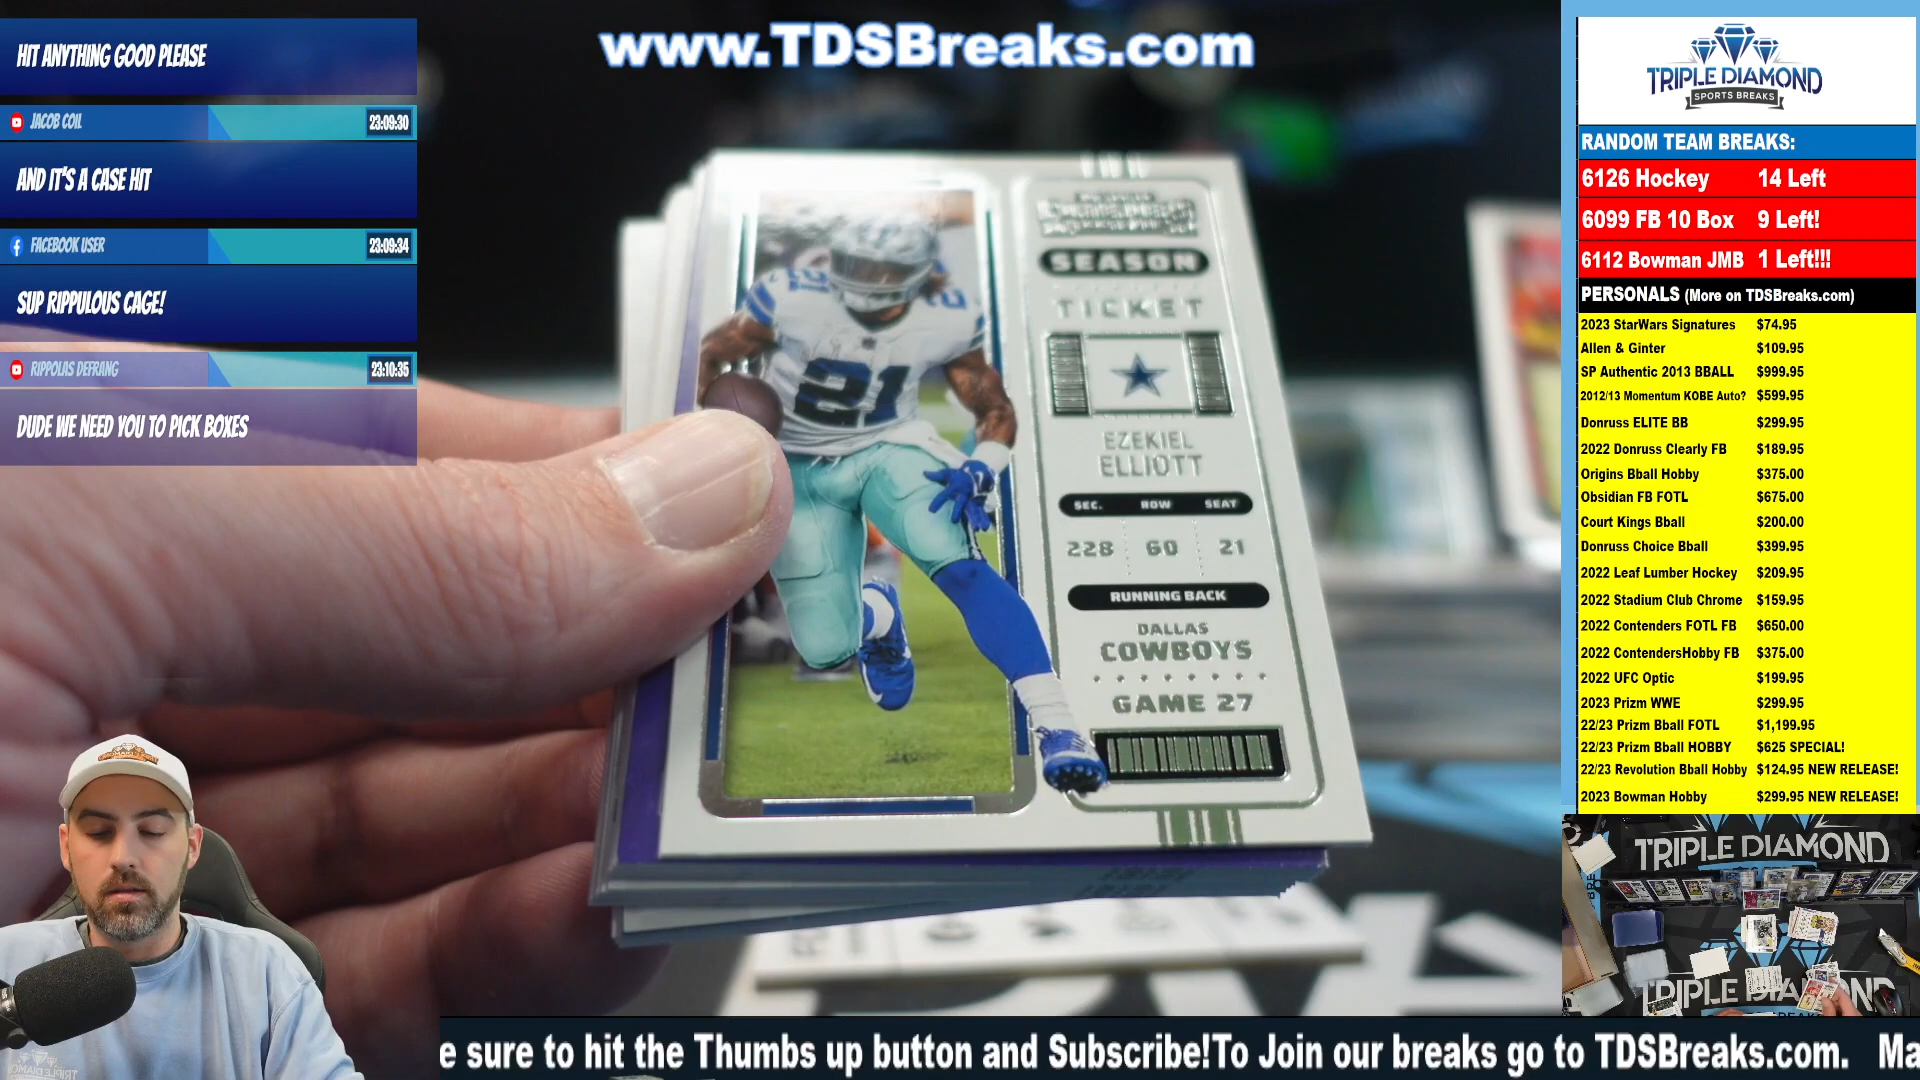 www.TDSBreaks.com
HIT ANYTHING GOOD PLEASE
JACOB COIL 23:09:30
AND IT'S A CASE HIT
FACEBOOK USER 23:09:34
SUP RIPPULOUS CAGE!
RIPPOLAS DEFRANG 23:10:35
DUDE WE NEED YOU TO PICK BOXES
SEASON
TICKET
EZEKIEL
ELLIOTT
SEC. ROW SEAT
228 60 21
RUNNING BACK
DALLAS
COWBOYS
GAME 27
21
TRIPLE DIAMOND
SPORTS BREAKS
RANDOM TEAM BREAKS:
6126 Hockey 14 Left
6099 FB 10 Box 9 Left!
6112 Bowman JMB 1 Left!!!
PERSONALS (More on TDSBreaks.com)
2023 StarWars Signatures $74.95
Allen & Ginter $109.95
SP Authentic 2013 BBALL $999.95
2012/13 Momentum KOBE Auto? $599.95
Donruss ELITE BB $299.95
2022 Donruss Clearly FB $189.95
Origins Bball Hobby $375.00
Obsidian FB FOTL $675.00
Court Kings Bball $200.00
Donruss Choice Bball $399.95
2022 Leaf Lumber Hockey $209.95
2022 Stadium Club Chrome $159.95
2022 Contenders FOTL FB $650.00
2022 ContendersHobby FB $375.00
2022 UFC Optic $199.95
2023 Prizm WWE $299.95
22/23 Prizm Bball FOTL $1,199.95
22/23 Prizm Bball HOBBY $625 SPECIAL!
22/23 Revolution Bball Hobby $124.95 NEW RELEASE!
2023 Bowman Hobby $299.95 NEW RELEASE!
TRIPLE DIAMOND
TRIPLE DIAMOND
e sure to hit the Thumbs up button and Subscribe!To Join our breaks go to TDSBreaks.com. Ma